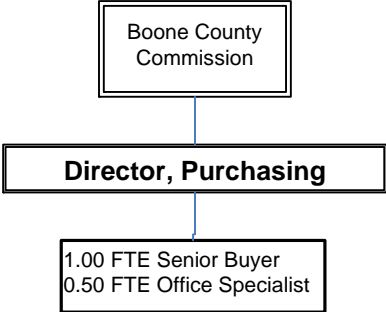 Boone County
Commission
Director, Purchasing
1.00 FTE Senior Buyer
0.50 FTE Office Specialist